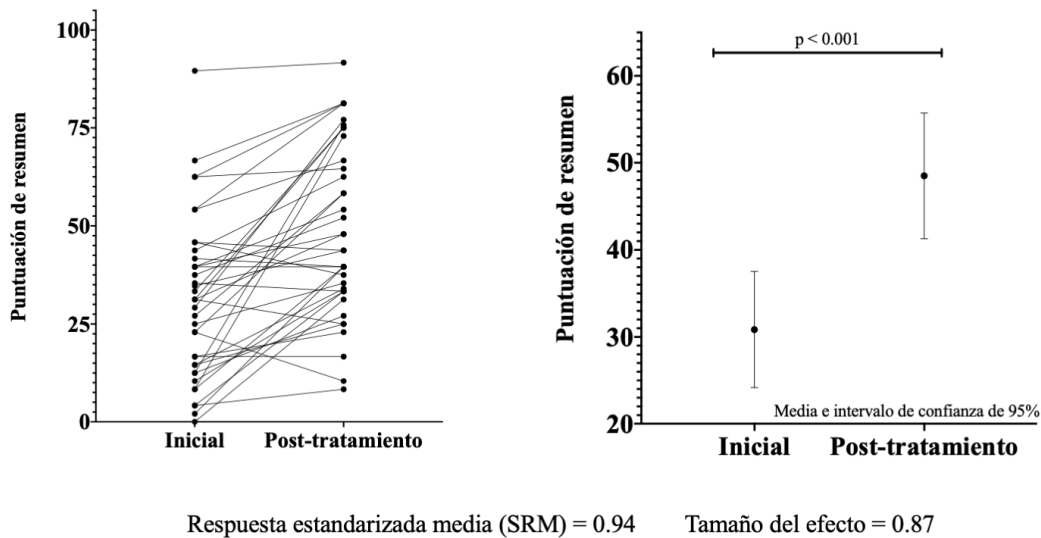 Puntuación de resumen
100
75
50
25
0
Inicial
Post-tratamiento
Puntuación de resumen
p < 0.001
60
50
40
30
20
Media e intervalo de confianza de 95%
Inicial
Post-tratamiento
Respuesta estandarizada media (SRM) = 0.94
Tamaño del efecto = 0.87